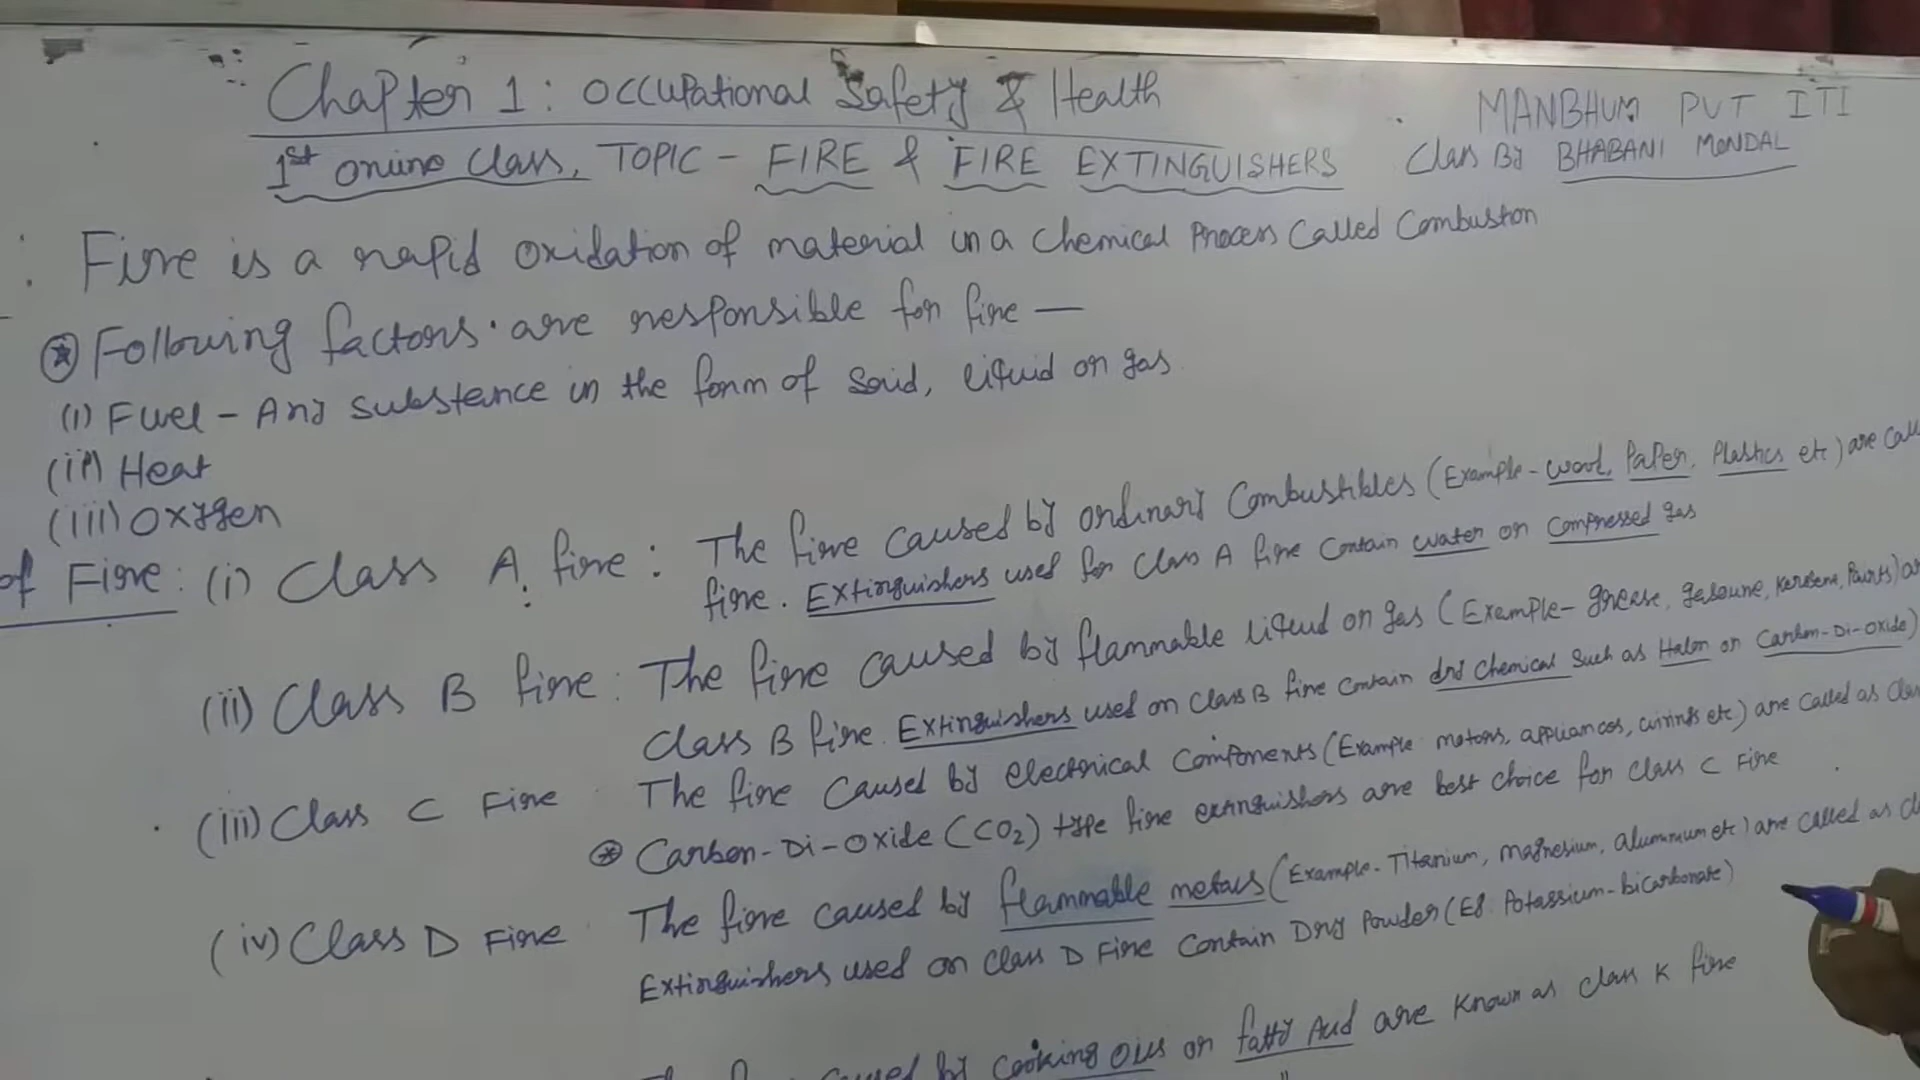 Chapter 1: Occupational Safety & Health
MANBHUM PVT ITI
1st online Class, TOPIC - FIRE & FIRE EXTINGUISHERS
Class By BHABANI MONDAL
: Fire is a rapid oxidation of material in a chemical Process Called Combustion
Following factors are responsible for fire —
(i) Fuel - Any substance in the form of Soid, liquid or gas
(ii) Heat
(iii) Oxygen
of Fire: (i) Class A fire: The fire caused by ordinary Combustibles (Example - wood, Paper, Plastics etc) are call
fire. Extinguishers used for Class A fire contain water or compressed gas
(ii) Class B fire: The fire caused by flammable liquid or gas (Example - grease, gasoline, kerosene, Paints) ar
Class B fire. Extinguishers used on class B fire contain dry chemical Such as Halon or Carbon-Di-oxide)
(iii) Class C Fire The fire Caused by electrical Components (Example motors, appliances, wirings etc) are called as Clas
Carbon-Di-oxide (CO2) type fire extinguishers are best choice for class C Fire
(iv) Class D Fire The fire caused by flammable metals (Example - Titanium, magnesium, aluminium etc) are called as cl
Extinguishers used on class D Fire Contain Dry Powder (Eg. Potassium-bicarbonate)
caused by cooking oils or fatty Aud are known as class K fire